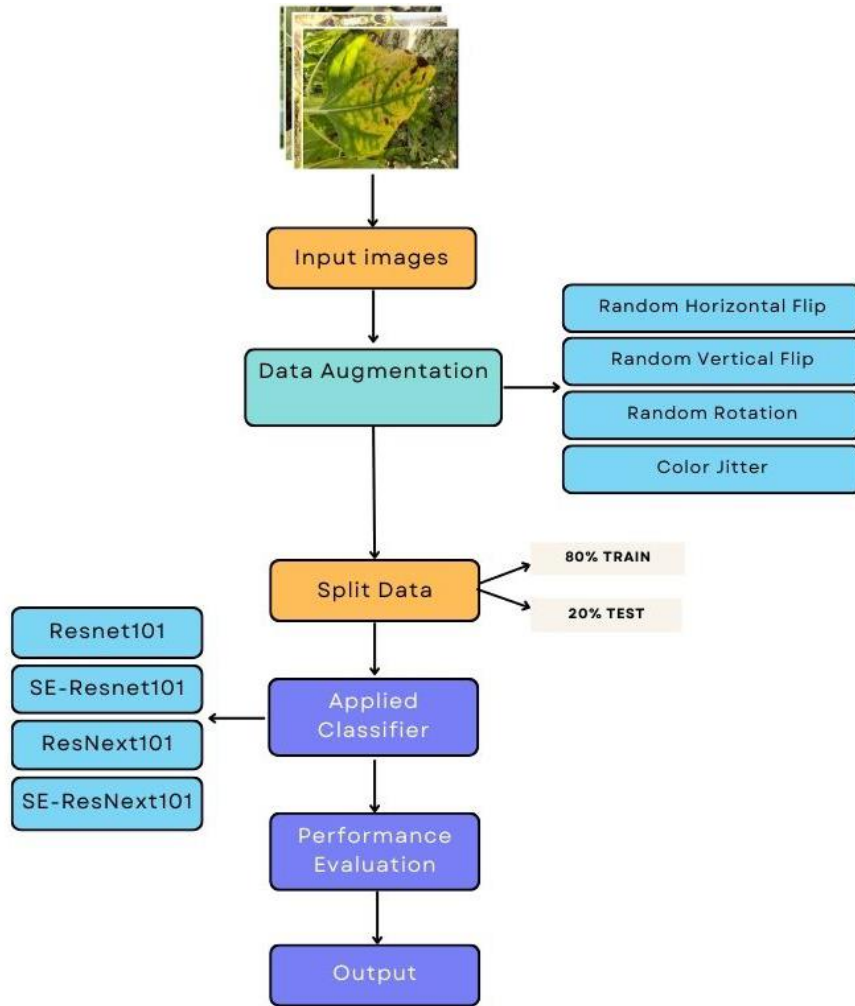 Input images
Data Augmentation
Random Horizontal Flip
Random Vertical Flip
Random Rotation
Color Jitter
Split Data
80% TRAIN
20% TEST
Applied
Classifier
Resnet101
SE-Resnet101
ResNext101
SE-ResNext101
Performance
Evaluation
Output